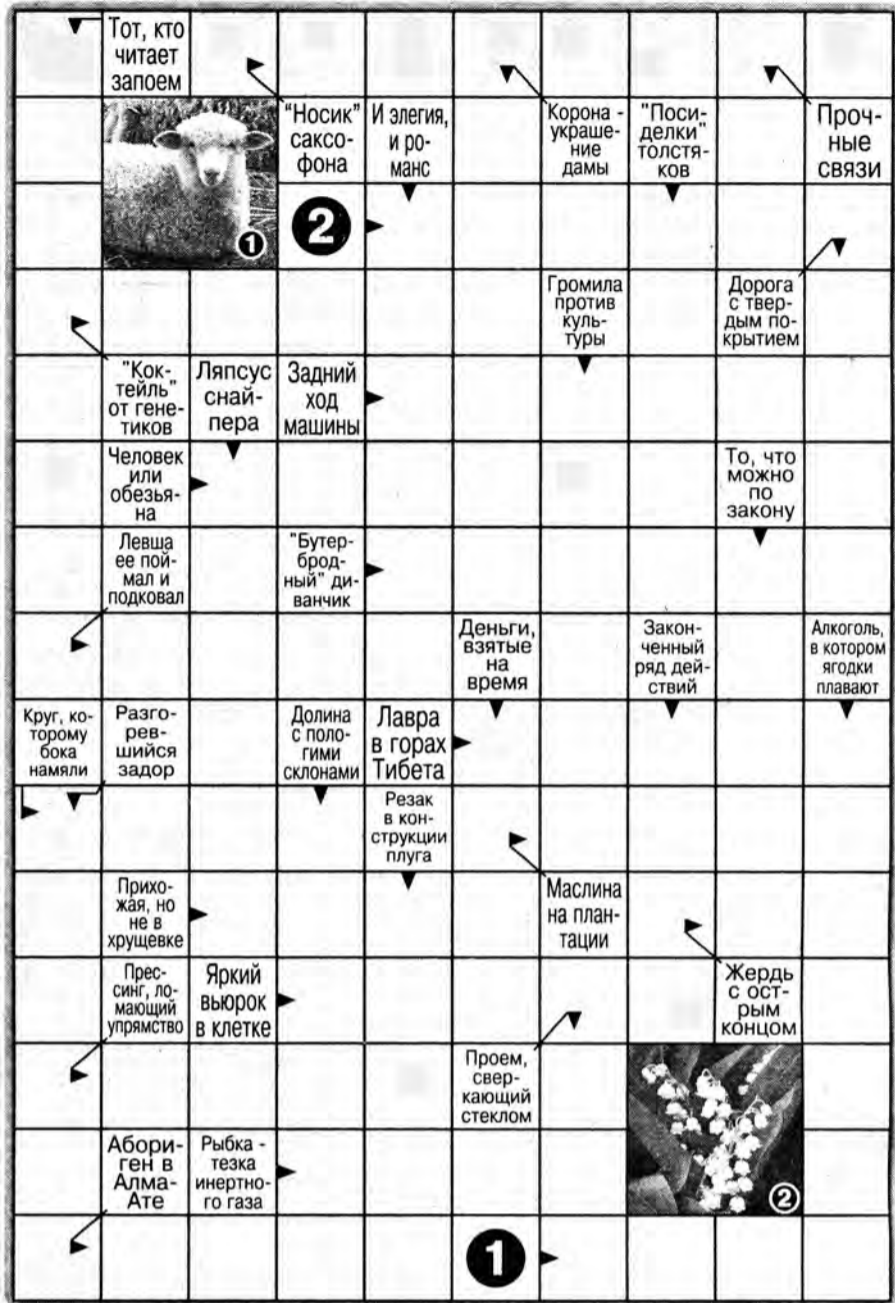 Тот, кто
читает
запоем
"Носик"
саксо-
фона
И элегия,
и ро-
манс
Корона -
украше-
ние
дамы
"Поси-
делки"
толстя-
ков
Проч-
ные
связи
1
2
Громила
против
куль-
туры
Дорога
с твер-
дым по-
крытием
"Кок-
тейль"
от гене-
тиков
Ляпсус
снай-
пера
Задний
ход
машины
Человек
или
обезья-
на
То, что
можно
по
закону
Левша
ее пой-
мал и
подковал
"Бутер-
брод-
ный" ди-
ванчик
Деньги,
взятые
на
время
Закон-
ченный
ряд дей-
ствий
Алкоголь,
в котором
ягодки
плавают
Круг, ко-
торому
бока
намяли
Разго-
рев-
шийся
задор
Долина
с поло-
гими
склонами
Лавра
в горах
Тибета
Резак
в кон-
струкции
плуга
Прихо-
жая, но
не в
хрущевке
Маслина
на план-
тации
Прес-
синг, ло-
мающий
упрямство
Яркий
вьюрок
в клетке
Жердь
с ост-
рым
концом
Проем,
свер-
кающий
стеклом
Абори-
ген в
Алма-
Ате
Рыбка -
тезка
инертно-
го газа
2
1